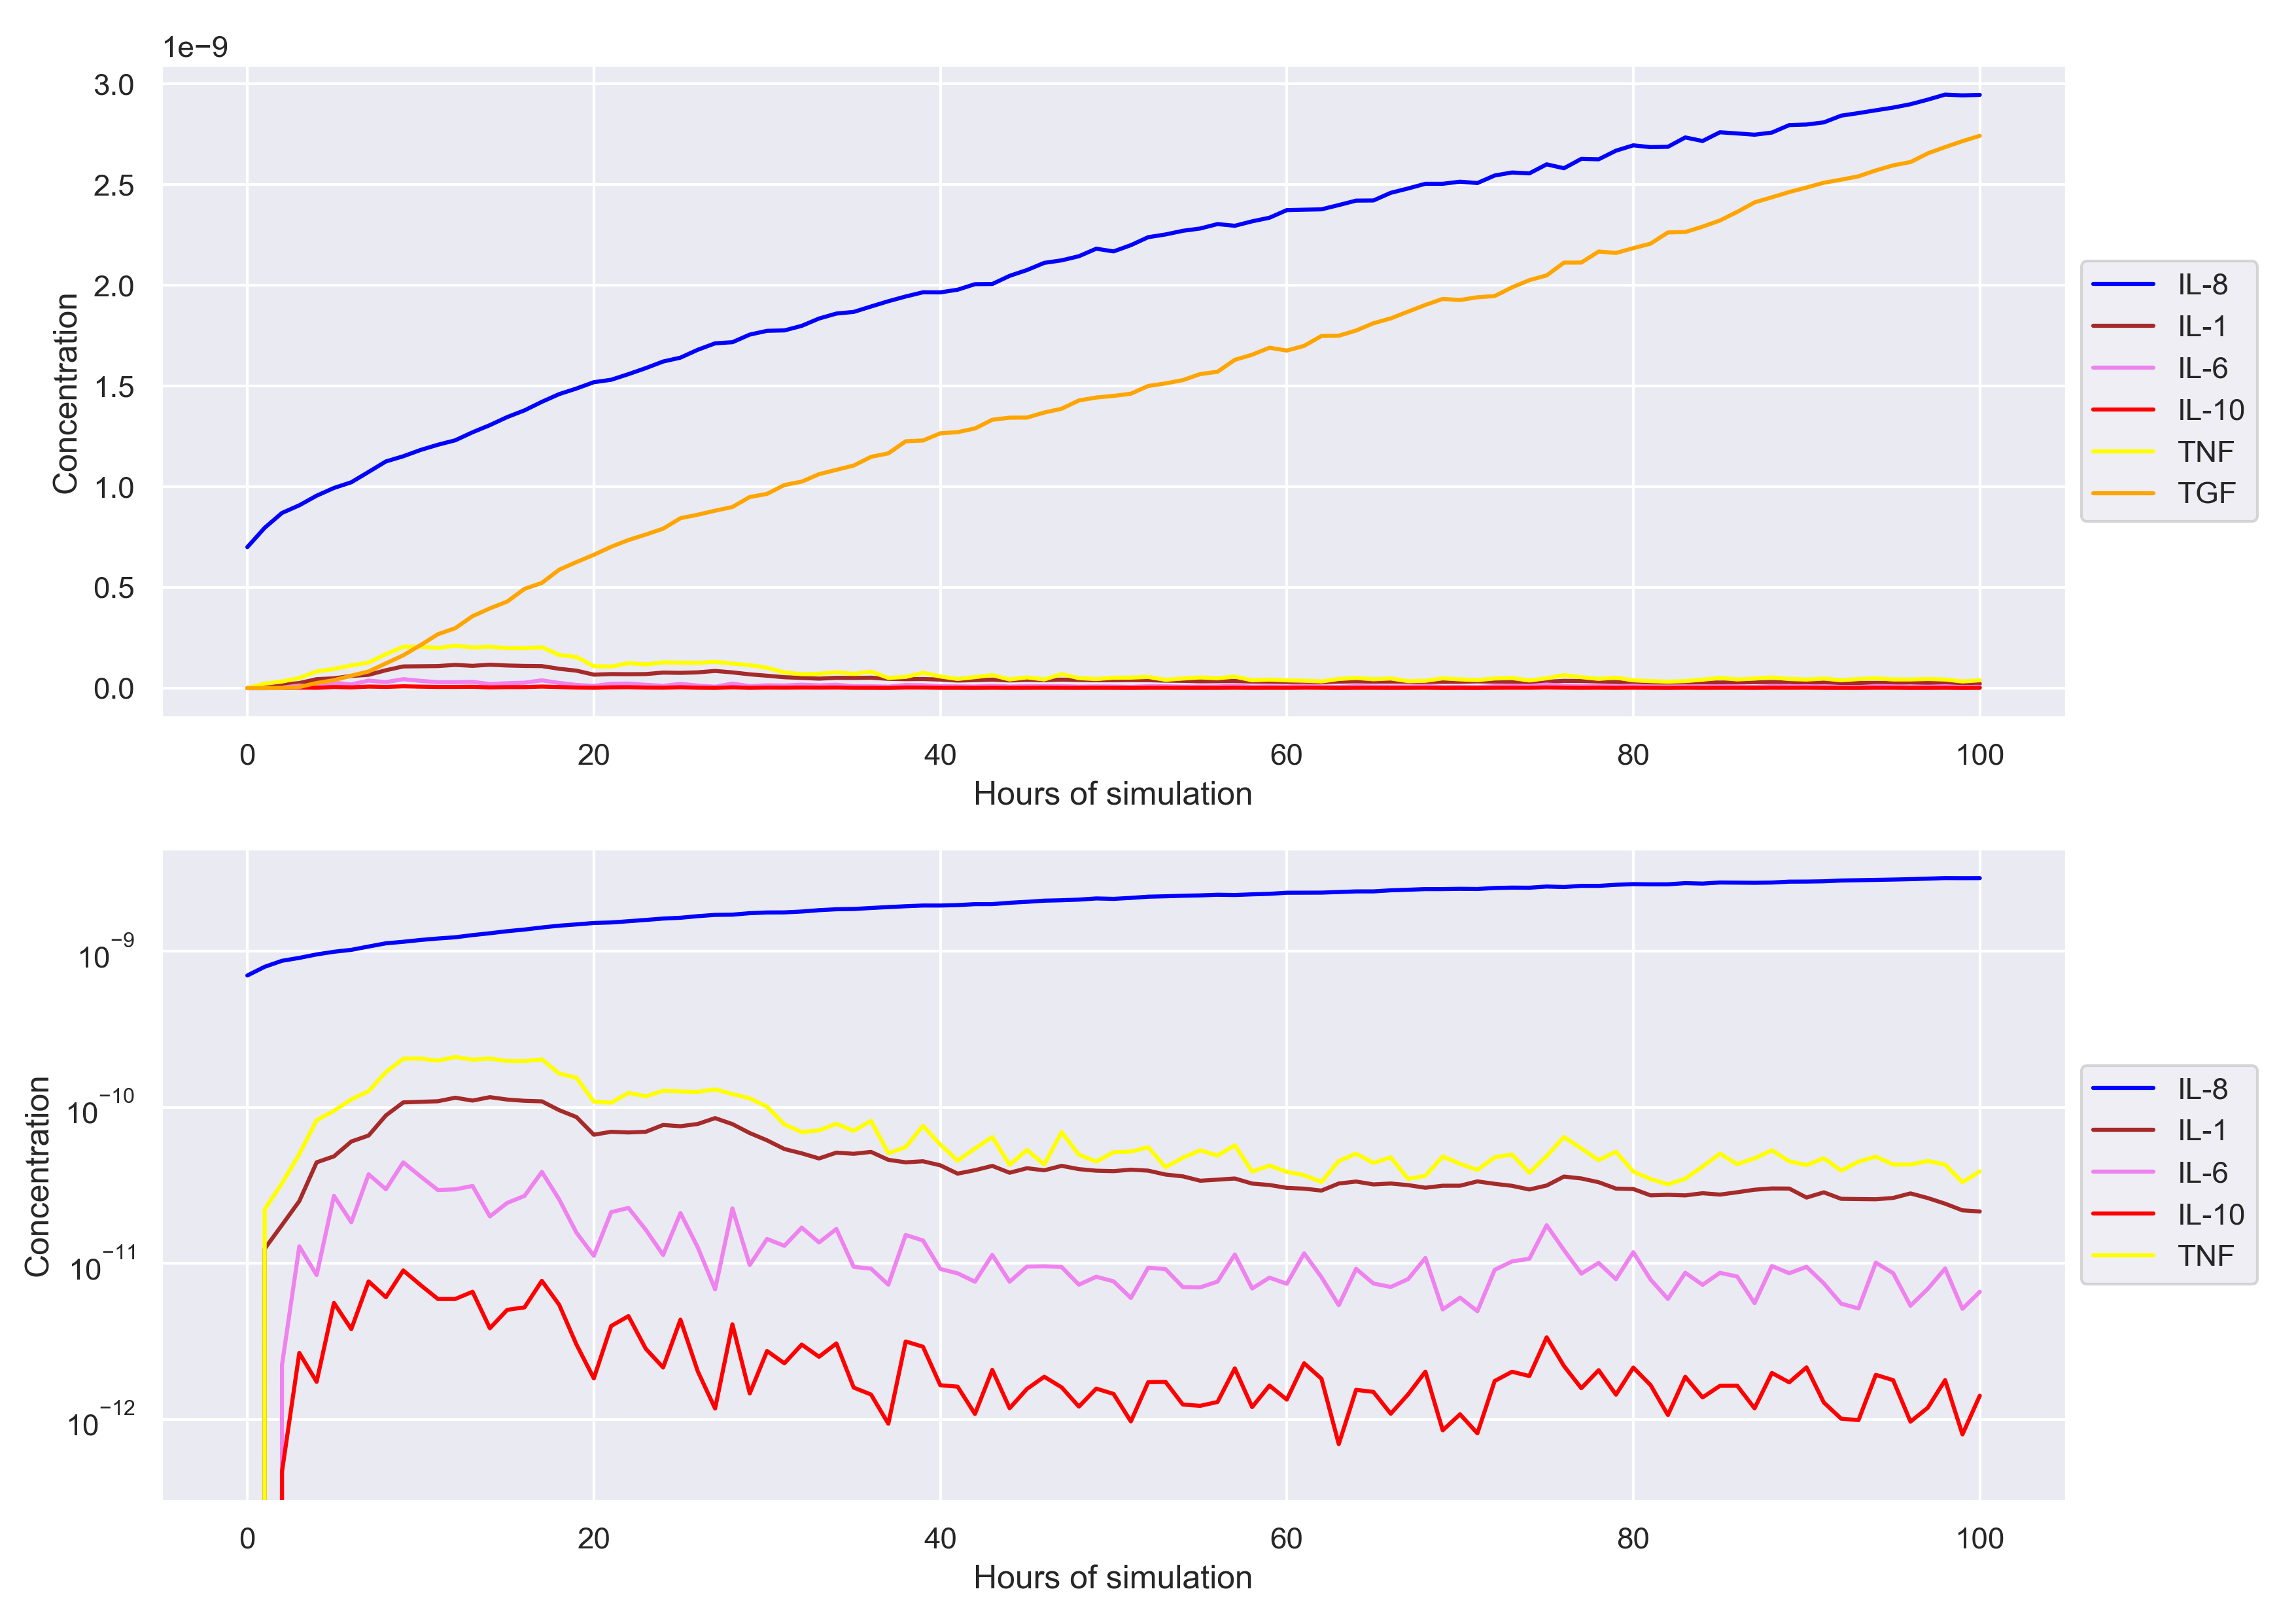 1e−9
3.0
2.5
2.0
1.5
1.0
0.5
0.0
Concentration
0 20 40 60 80 100
Hours of simulation
IL-8
IL-1
IL-6
IL-10
TNF
TGF
10⁻⁹
10⁻¹⁰
10⁻¹¹
10⁻¹²
Concentration
0 20 40 60 80 100
Hours of simulation
IL-8
IL-1
IL-6
IL-10
TNF